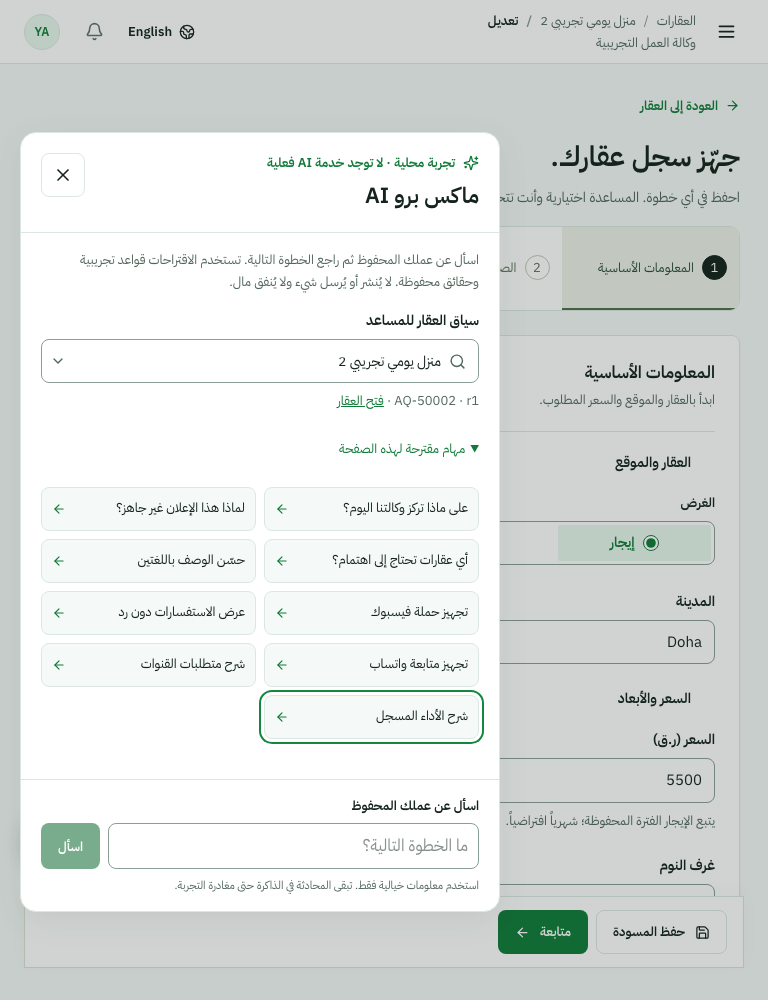 العقارات / منزل يومي تجريبي 2 / تعديل
وكالة العمل التجريبية
English
YA
العودة إلى العقار
جهّز سجل عقارك.
احفظ في أي خطوة. المساعدة اختيارية وأنت
1 المعلومات الأساسية
2
المعلومات الأساسية
ابدأ بالعقار والموقع والسعر المطلوب.
العقار والموقع
الغرض
إيجار
المدينة
Doha
السعر والأبعاد
السعر (ر.ق)
5500
يتبع الإيجار الفترة المحفوظة؛ شهرياً افتراضياً.
غرف النوم
حفظ المسودة
متابعة
تجربة محلية · لا توجد خدمة AI فعلية
ماكس برو AI
اسأل عن عملك المحفوظ ثم راجع الخطوة التالية. تستخدم الاقتراحات قواعد تجريبية
وحقائق محفوظة. لا يُنشر أو يُرسل شيء ولا يُنفق مال.
سياق العقار للمساعد
منزل يومي تجريبي 2
AQ-50002 · r1 · فتح العقار
مهام مقترحة لهذه الصفحة
على ماذا تركز وكالتنا اليوم؟
لماذا هذا الإعلان غير جاهز؟
أي عقارات تحتاج إلى اهتمام؟
حسّن الوصف باللغتين
تجهيز حملة فيسبوك
عرض الاستفسارات دون رد
تجهيز متابعة واتساب
شرح متطلبات القنوات
شرح الأداء المسجل
اسأل عن عملك المحفوظ
ما الخطوة التالية؟
اسأل
استخدم معلومات خيالية فقط. تبقى المحادثة في الذاكرة حتى مغادرة التجربة.